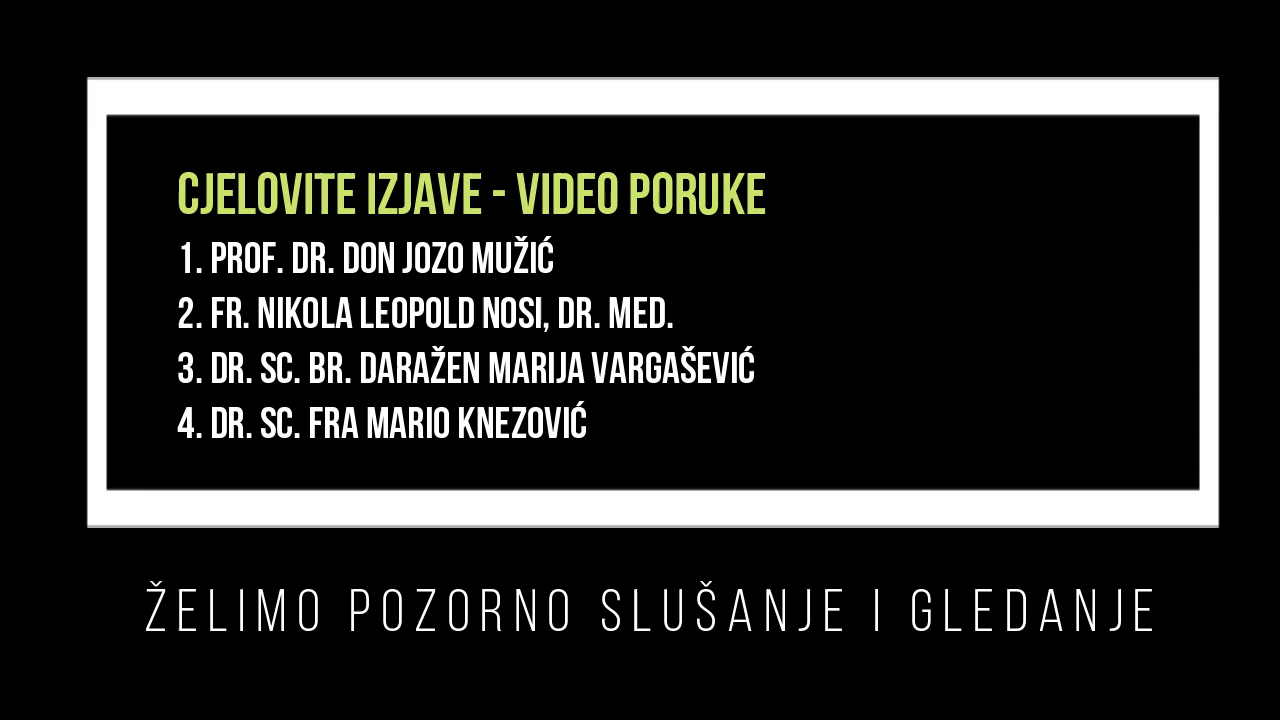 CJELOVITE IZJAVE - VIDEO PORUKE
1. PROF. DR. DON JOZO MUŽIĆ
2. FR. NIKOLA LEOPOLD NOSI, DR. MED.
3. DR. SC. BR. DARAŽEN MARIJA VARGAŠEVIĆ
4. DR. SC. FRA MARIO KNEZOVIĆ
ŽELIMO POZORNO SLUŠANJE I GLEDANJE